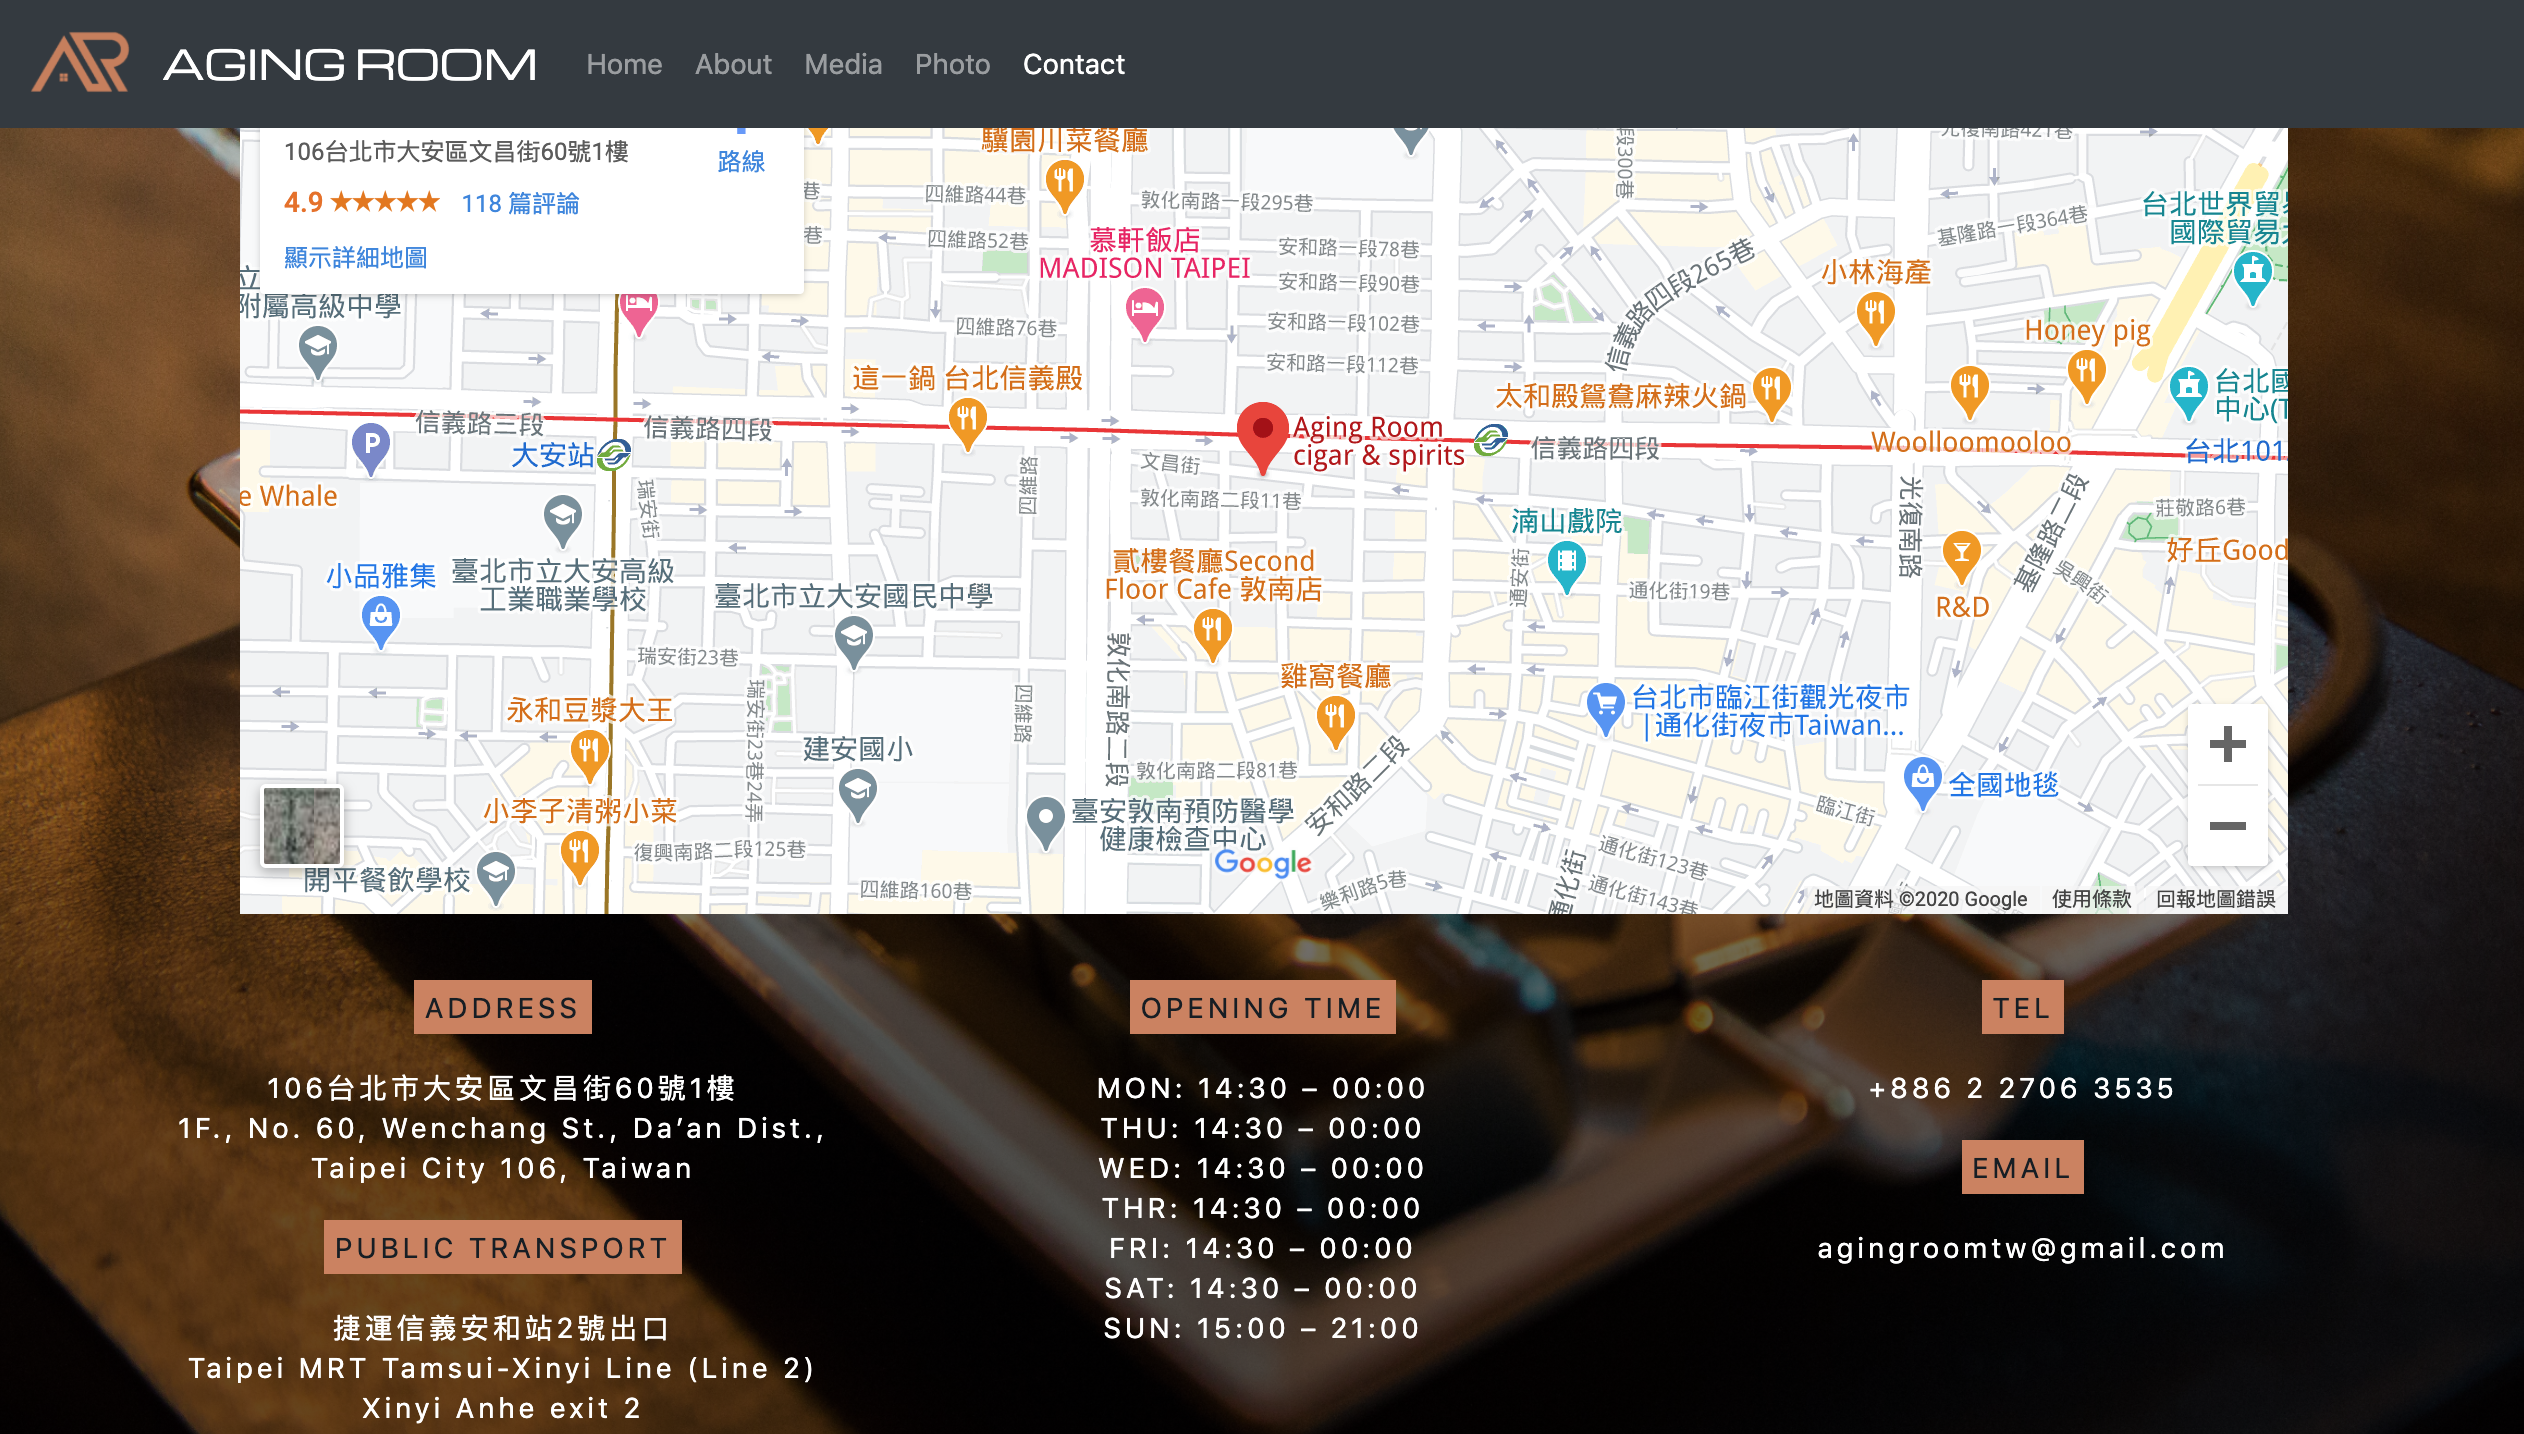 AR
AGING ROOM
Home
About
Media
Photo
Contact
106台北市大安區文昌街60號1樓
路線
4.9 ★★★★★ 118 篇評論
顯示詳細地圖
驥園川菜餐廳
四維路44巷
敦化南路一段295巷
段300巷
光復南路421巷
基隆路一段364巷
台北世界貿易
國際貿易大
巷
巷
四維路52巷
慕軒飯店
MADISON TAIPEI
安和路一段78巷
安和路一段90巷
信義路四段265巷
小林海產
立
附屬高級中學
四維路76巷
安和路一段102巷
Honey pig
安和路一段112巷
這一鍋 台北信義殿
太和殿鴛鴦麻辣火鍋
台北國
中心(T
信義路三段
信義路四段
Aging Room
cigar & spirits
信義路四段
Woolloomooloo
台北101
大安站
P
文昌街
敦化南路二段11巷
四維路
瑞安街
e Whale
光復南路
基隆路二段
莊敬路6巷
湳山戲院
好丘Good
小品雅集
臺北市立大安高級
工業職業學校
臺北市立大安國民中學
貳樓餐廳Second
Floor Cafe 敦南店
通安街
通化街19巷
吳興街
R&D
瑞安街23巷
敦化南路二段
雞窩餐廳
瑞安街23巷24弄
四維路
永和豆漿大王
台北市臨江街觀光夜市
|通化街夜市Taiwan...
建安國小
敦化南路二段81巷
安和路二段
全國地毯
小李子清粥小菜
臺安敦南預防醫學
健康檢查中心
臨江街
復興南路二段125巷
Google
通化街123巷
開平餐飲學校
四維路160巷
樂利路5巷
通化街
通化街143巷
地圖資料 ©2020 Google
使用條款
回報地圖錯誤
ADDRESS
106台北市大安區文昌街60號1樓
1F., No. 60, Wenchang St., Da’an Dist.,
Taipei City 106, Taiwan
PUBLIC TRANSPORT
捷運信義安和站2號出口
Taipei MRT Tamsui-Xinyi Line (Line 2)
Xinyi Anhe exit 2
OPENING TIME
MON: 14:30 – 00:00
THU: 14:30 – 00:00
WED: 14:30 – 00:00
THR: 14:30 – 00:00
FRI: 14:30 – 00:00
SAT: 14:30 – 00:00
SUN: 15:00 – 21:00
TEL
+886 2 2706 3535
EMAIL
agingroomtw@gmail.com